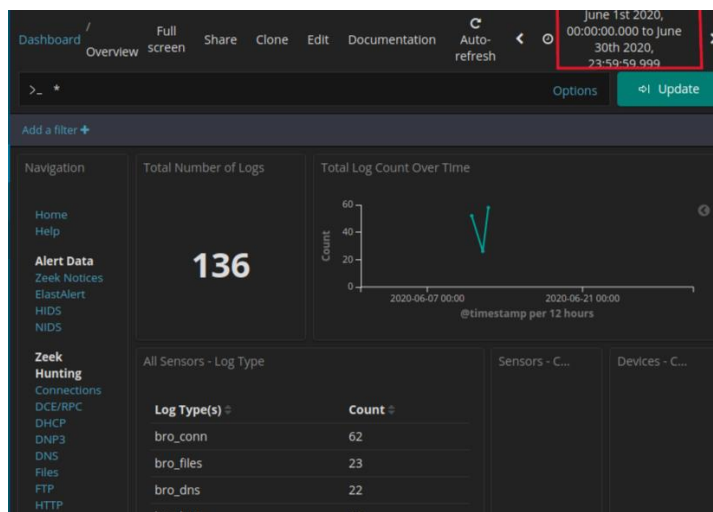 Dashboard / Overview
Full screen
Share
Clone
Edit
Documentation
Auto-refresh
June 1st 2020, 00:00:00.000 to June 30th 2020, 23:59:59.999
>_ *
Options
Update
Add a filter +
Navigation
Home
Help
Alert Data
Zeek Notices
ElastAlert
HIDS
NIDS
Zeek Hunting
Connections
DCE/RPC
DHCP
DNP3
DNS
Files
FTP
HTTP
Total Number of Logs
136
Total Log Count Over Time
Count
60
40
20
0
2020-06-07 00:00
2020-06-21 00:00
@timestamp per 12 hours
All Sensors - Log Type
Log Type(s) Count
bro_conn 62
bro_files 23
bro_dns 22
Sensors - C...
Devices - C...